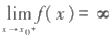 lim f(x) = ∞
x→x₀⁺